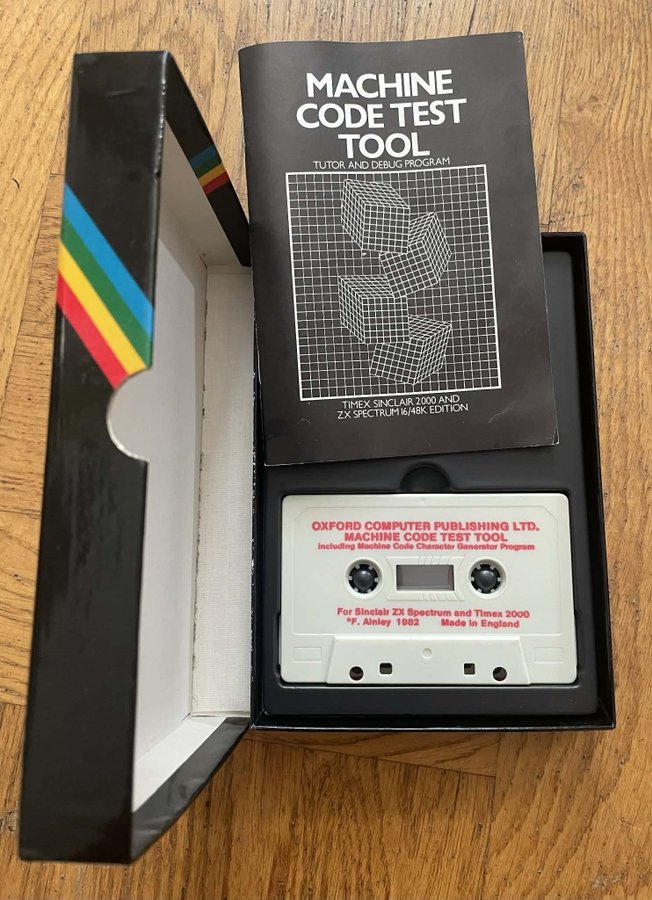 MACHINE
CODE TEST
TOOL
TUTOR AND DEBUG PROGRAM
TIMEX SINCLAIR 2000 AND
ZX SPECTRUM 16/48K EDITION
OXFORD COMPUTER PUBLISHING LTD.
MACHINE CODE TEST TOOL
including Machine Code Character Generator Program
For Sinclair ZX Spectrum and Timex 2000
°F. Ainley 1982 Made in England